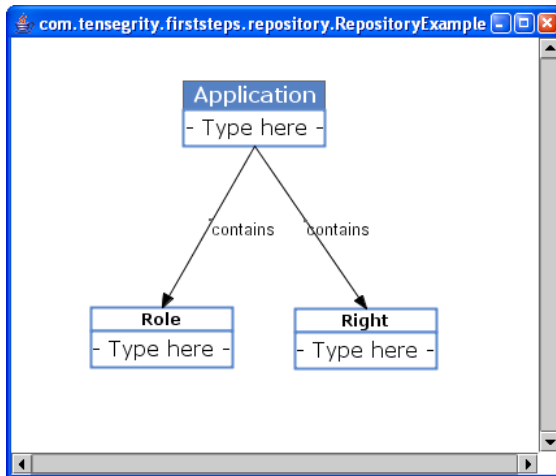 com.tensegrity.firststeps.repository.RepositoryExample
Application
- Type here -
contains
contains
Role
- Type here -
Right
- Type here -